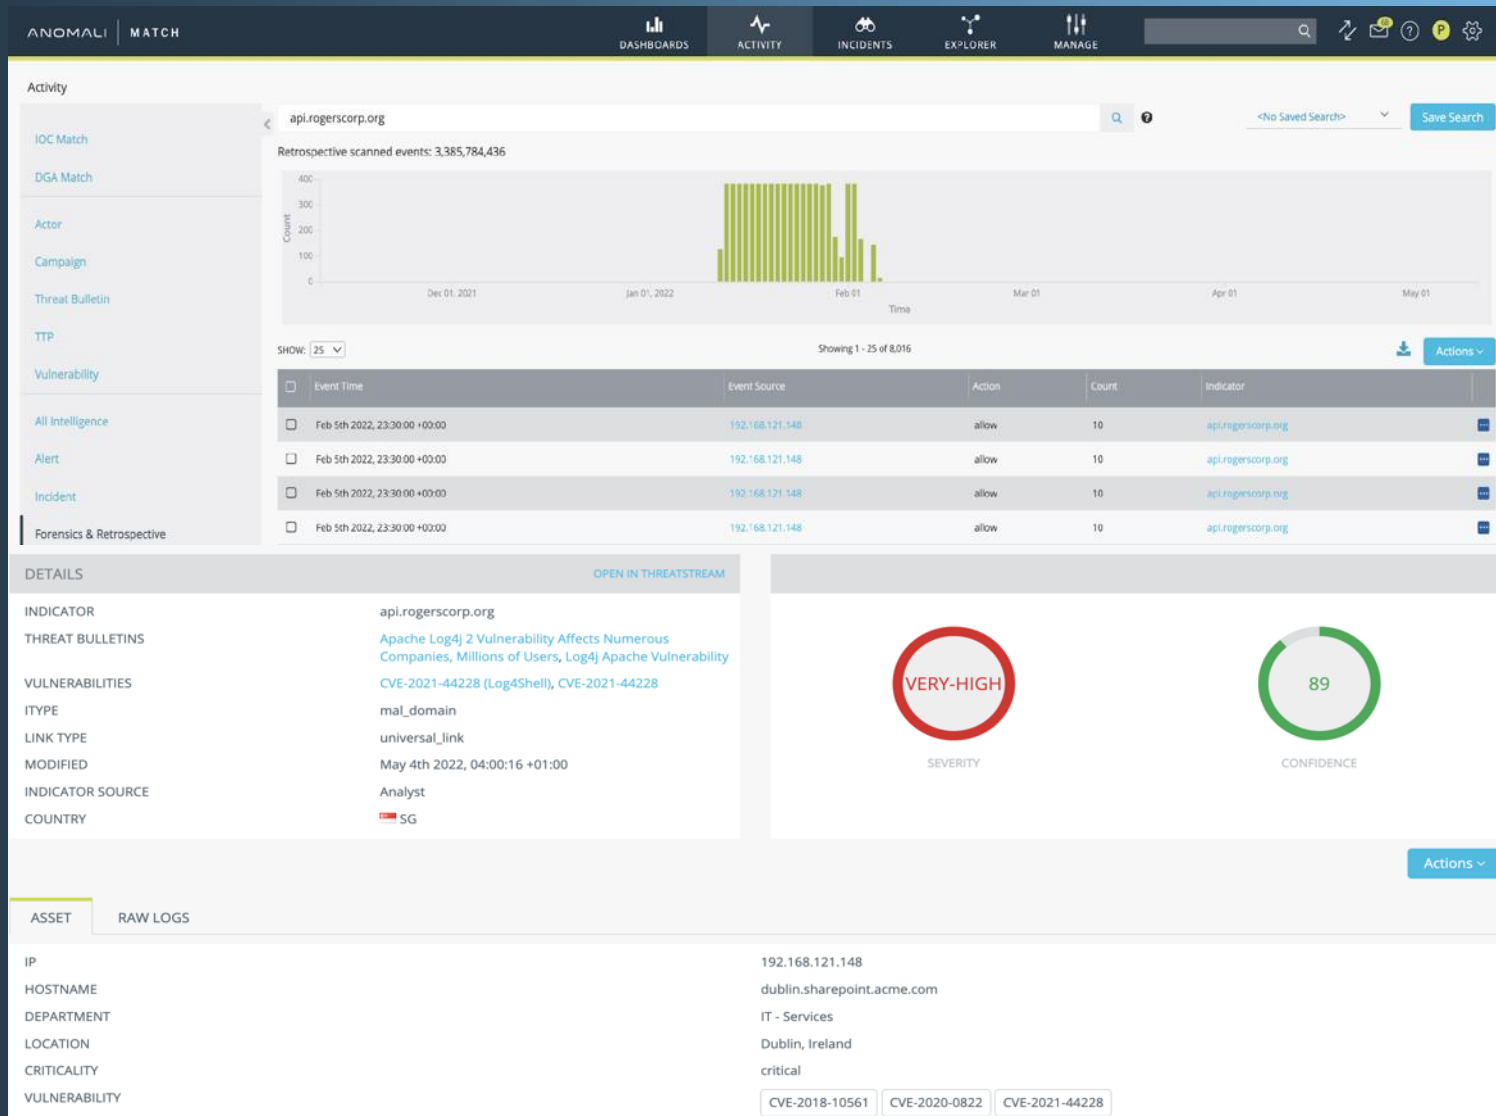 ANOMALI | MATCH
DASHBOARDS ACTIVITY INCIDENTS EXPLORER MANAGE
68 ? P
Activity
IOC Match
DGA Match
Actor
Campaign
Threat Bulletin
TTP
Vulnerability
All Intelligence
Alert
Incident
Forensics & Retrospective
api.rogerscorp.org ? <No Saved Search> Save Search
Retrospective scanned events: 3,385,784,436
Count
400
300
200
100
0
Dec 01, 2021 Jan 01, 2022 Feb 01 Mar 01 Apr 01 May 01
Time
SHOW: 25 Showing 1 - 25 of 8,016 Actions
Event Time Event Source Action Count Indicator
Feb 5th 2022, 23:30:00 +00:00 192.168.121.148 allow 10 api.rogerscorp.org
Feb 5th 2022, 23:30:00 +00:00 192.168.121.148 allow 10 api.rogerscorp.org
Feb 5th 2022, 23:30:00 +00:00 192.168.121.148 allow 10 api.rogerscorp.org
Feb 5th 2022, 23:30:00 +00:00 192.168.121.148 allow 10 api.rogerscorp.org
DETAILS OPEN IN THREATSTREAM
INDICATOR api.rogerscorp.org
THREAT BULLETINS Apache Log4j 2 Vulnerability Affects Numerous
Companies, Millions of Users, Log4j Apache Vulnerability
VULNERABILITIES CVE-2021-44228 (Log4Shell), CVE-2021-44228
ITYPE mal_domain
LINK TYPE universal_link
MODIFIED May 4th 2022, 04:00:16 +01:00
INDICATOR SOURCE Analyst
COUNTRY SG
VERY-HIGH
SEVERITY
89
CONFIDENCE
Actions
ASSET RAW LOGS
IP 192.168.121.148
HOSTNAME dublin.sharepoint.acme.com
DEPARTMENT IT - Services
LOCATION Dublin, Ireland
CRITICALITY critical
VULNERABILITY CVE-2018-10561 CVE-2020-0822 CVE-2021-44228